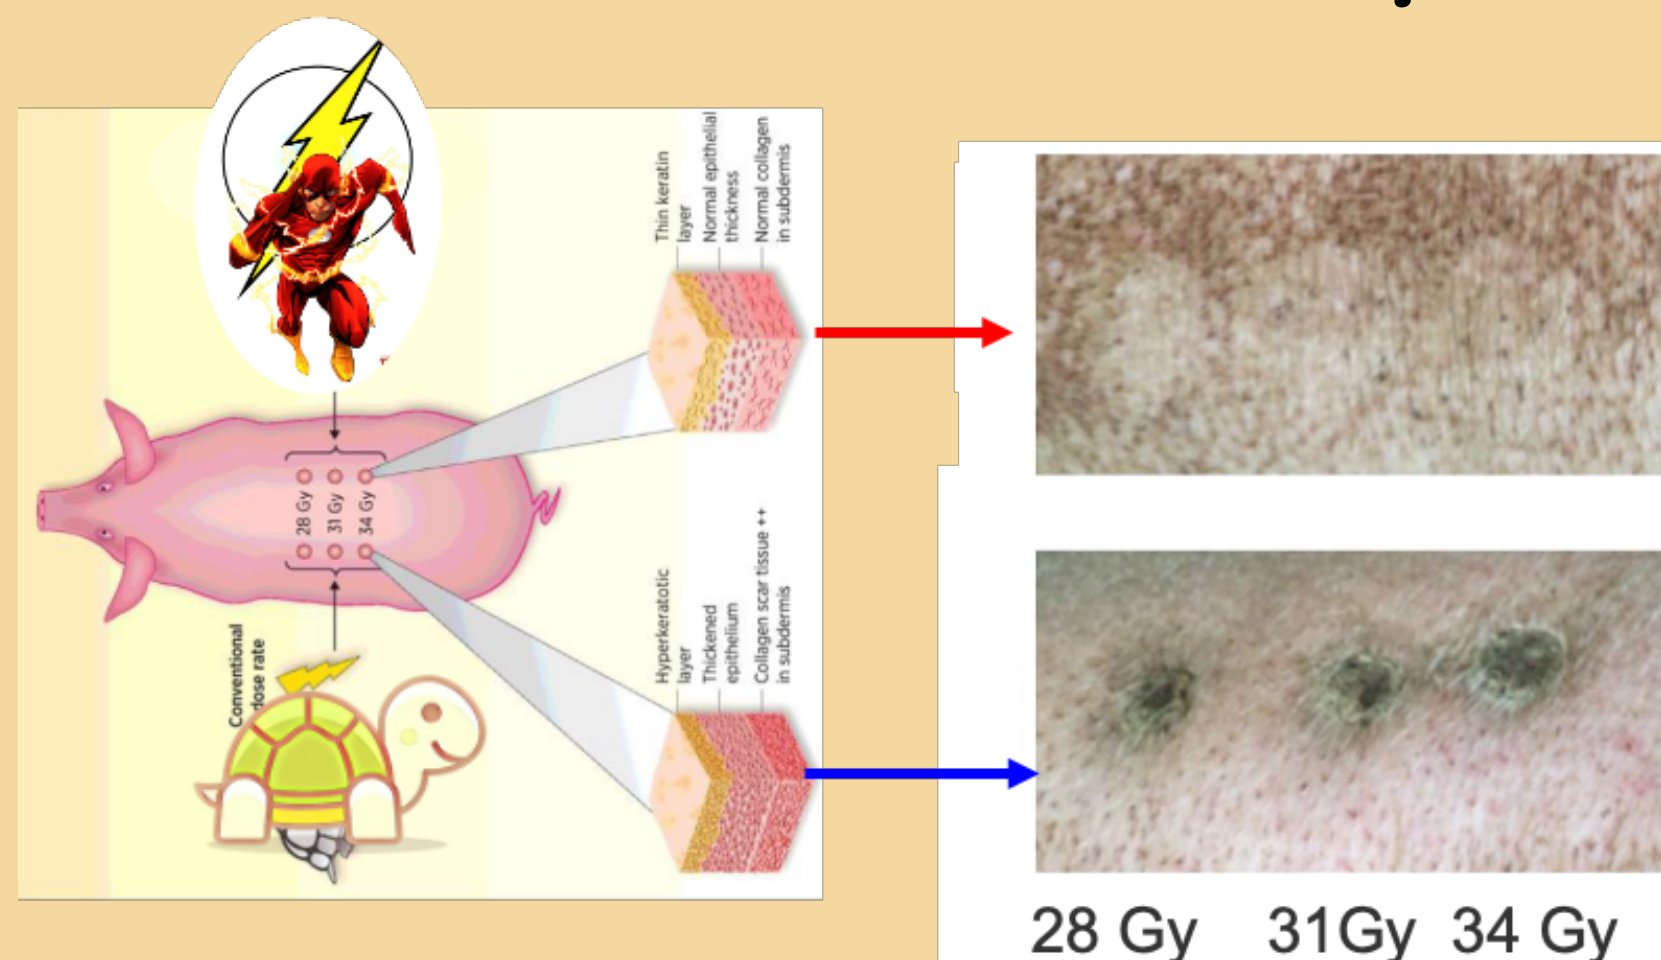 Thin keratin
layer
Normal epithelial
thickness
Normal collagen
in subdermis
28 Gy
31 Gy
34 Gy
Conventional
dose rate
Hyperkeratotic
layer
Thickened
epithelium
Collagen scar tissue ++
in subdermis
28 Gy 31Gy 34 Gy